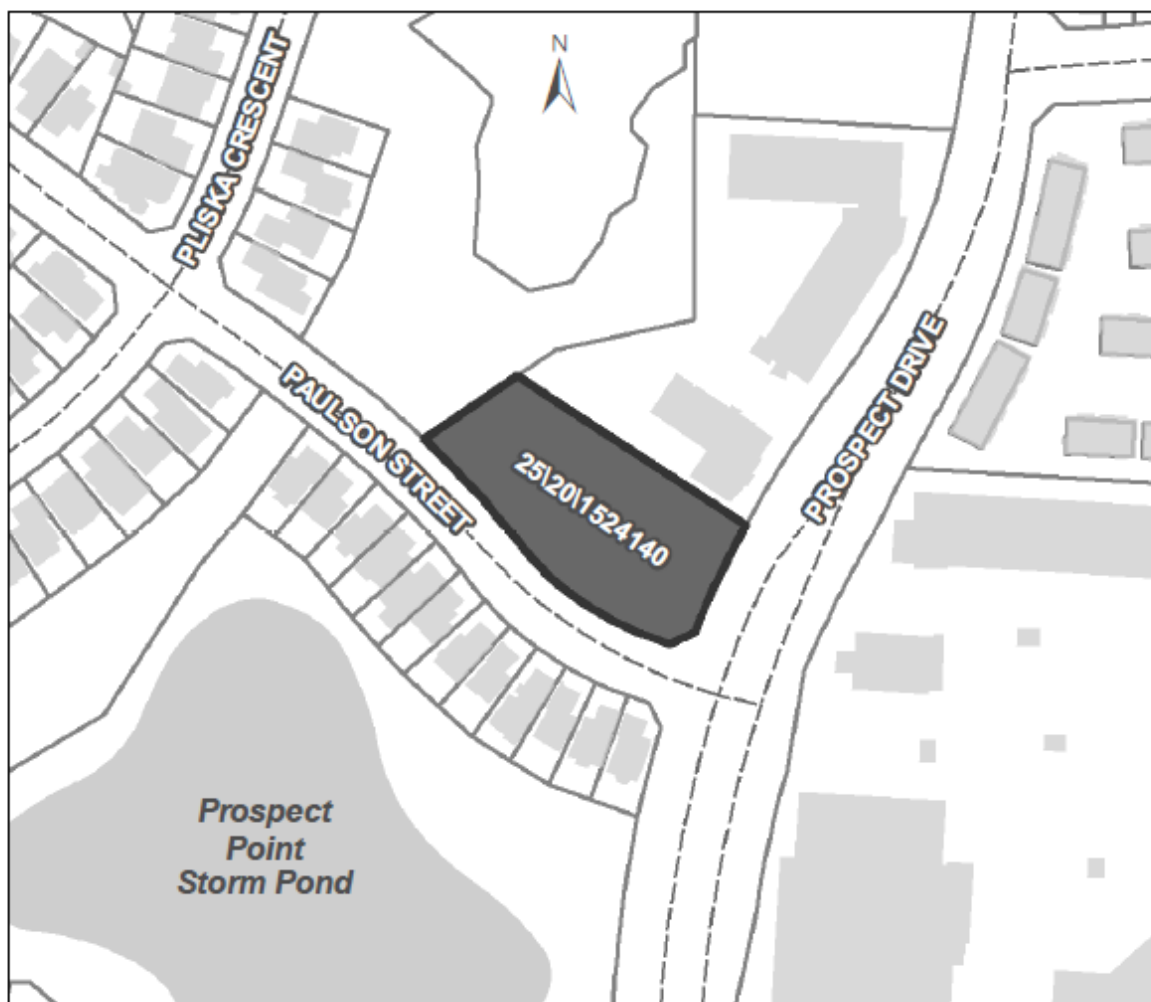 N
PLISKA CRESCENT
PAULSON STREET
25\20\1524140
PROSPECT DRIVE
Prospect
Point
Storm Pond